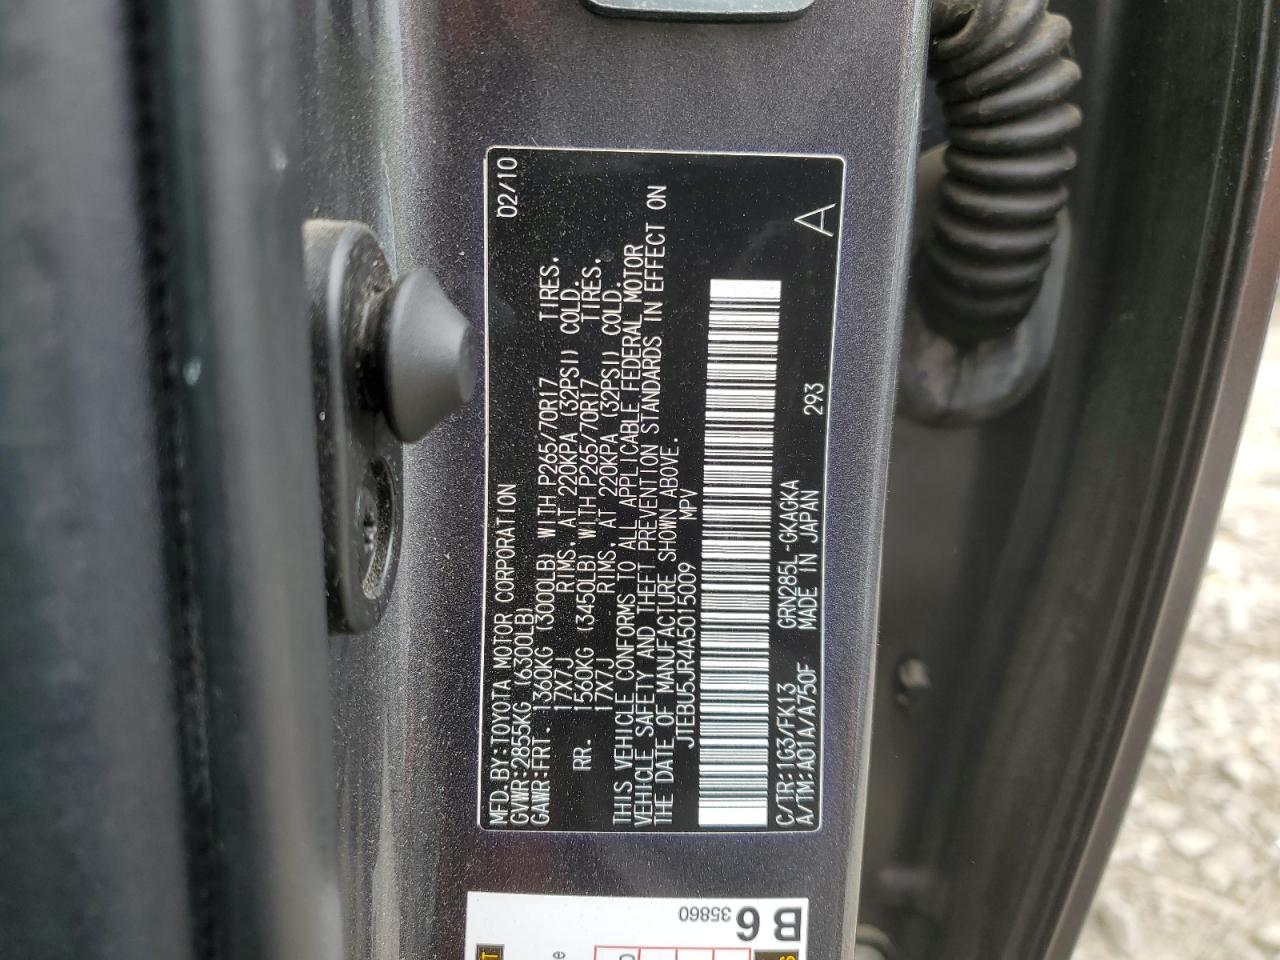 MFD. BY: TOYOTA MOTOR CORPORATION 02/10
GVWR: 2855KG (6300LB)
GAWR: FRT. 1360KG (3000LB) WITH P265/70R17 TIRES.
17X7J RIMS. AT 220KPA (32PSI) COLD.
RR. 1560KG (3450LB) WITH P265/70R17 TIRES.
17X7J RIMS. AT 220KPA (32PSI) COLD.
THIS VEHICLE CONFORMS TO ALL APPLICABLE FEDERAL MOTOR
VEHICLE SAFETY AND THEFT PREVENTION STANDARDS IN EFFECT ON
THE DATE OF MANUFACTURE SHOWN ABOVE.
JTEBU5JR4A5015009 MPV
C/TR: 1G3/FK13 GRN285L-GKAGKA 293 A
A/TM: A01A/A750F MADE IN JAPAN
B 6
35860